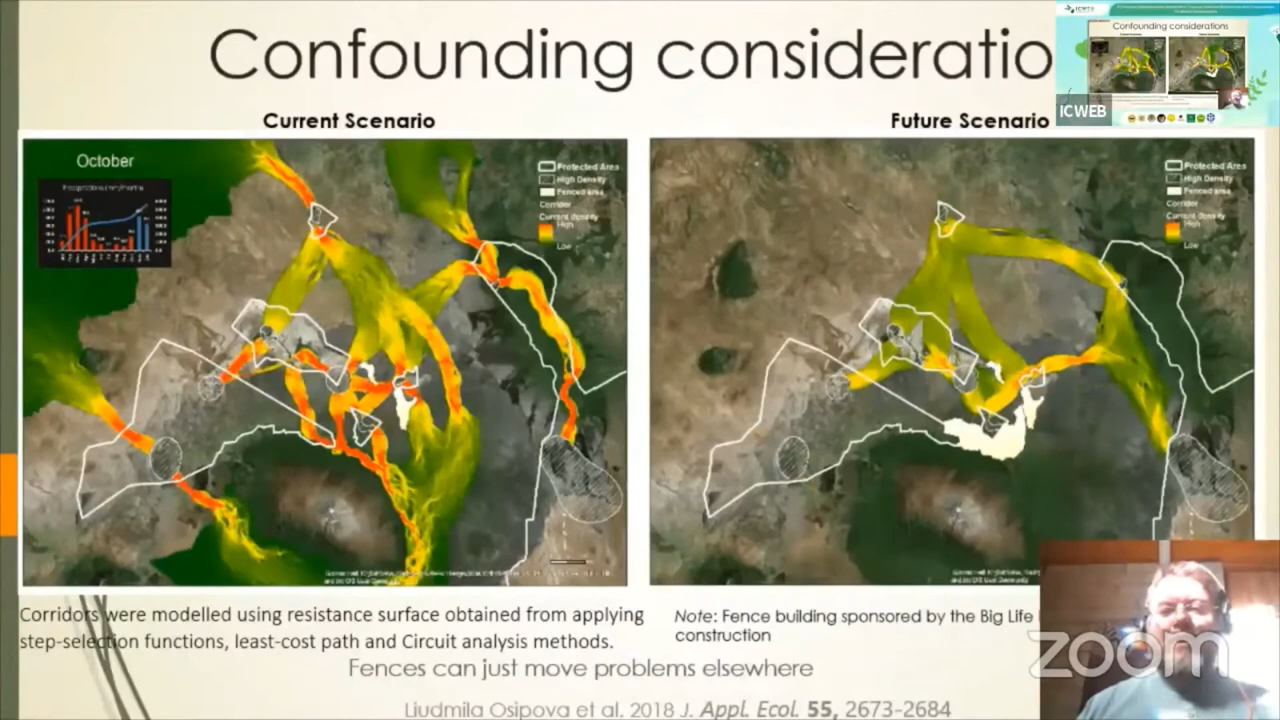 Confounding consideratio
Confounding considerations
ICWEB
Current Scenario
Future Scenario
October
Protected Area
High Density
Fenced area
Corridor
Current density
High
Low
Protected Area
High Density
Fenced area
Corridor
Current density
High
Low
Corridors were modelled using resistance surface obtained from applying
step-selection functions, least-cost path and Circuit analysis methods.
Note: Fence building sponsored by the Big Life
construction
Fences can just move problems elsewhere
Liudmila Osipova et al. 2018 J. Appl. Ecol. 55, 2673-2684
zoom